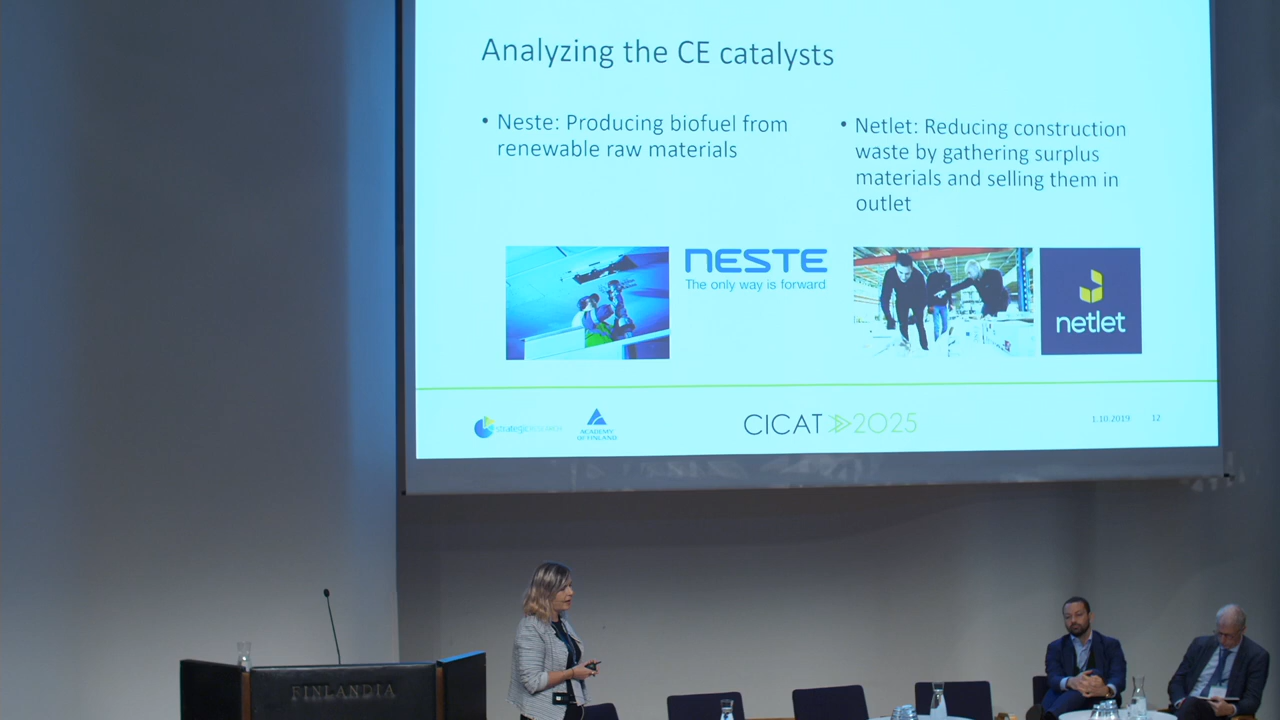 Analyzing the CE catalysts
• Neste: Producing biofuel from
renewable raw materials
• Netlet: Reducing construction
waste by gathering surplus
materials and selling them in
outlet
NESTE
The only way is forward
netlet
strategic
ACADEMY
OF FINLAND
CICAT 2025
1.10.2019
12
FINLANDIA